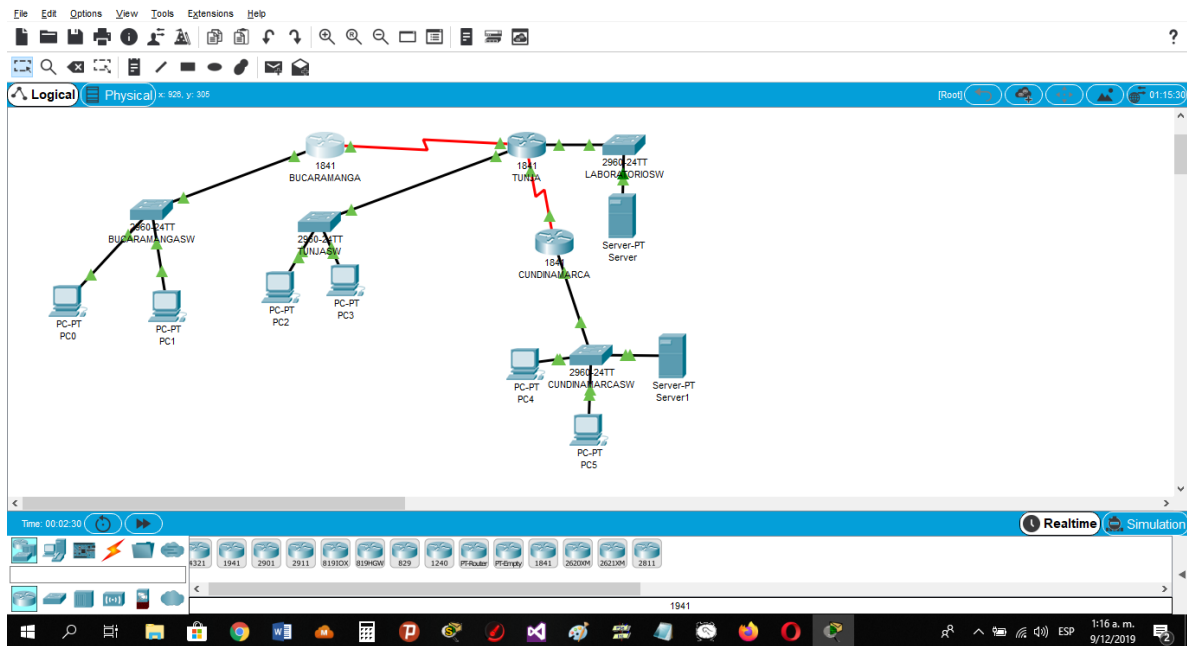 File Edit Options View Tools Extensions Help
?
Logical Physical x: 926, y: 305 [Root] 01:15:30
1841
BUCARAMANGA
1841
TUNJA
2960-24TT
LABORATORIOSW
2960-24TT
BUCARAMANGASW
2960-24TT
TUNJASW
Server-PT
Server
1841
CUNDINAMARCA
PC-PT
PC0
PC-PT
PC1
PC-PT
PC2
PC-PT
PC3
2960-24TT
CUNDINAMARCASW
PC-PT
PC4
Server-PT
Server1
PC-PT
PC5
Time: 00:02:30 Realtime Simulation
4321 1941 2901 2911 819IOX 819HGW 829 1240 PT-Router PT-Empty 1841 2620XM 2621XM 2811
1941
ESP 1:16 a. m.
9/12/2019 2